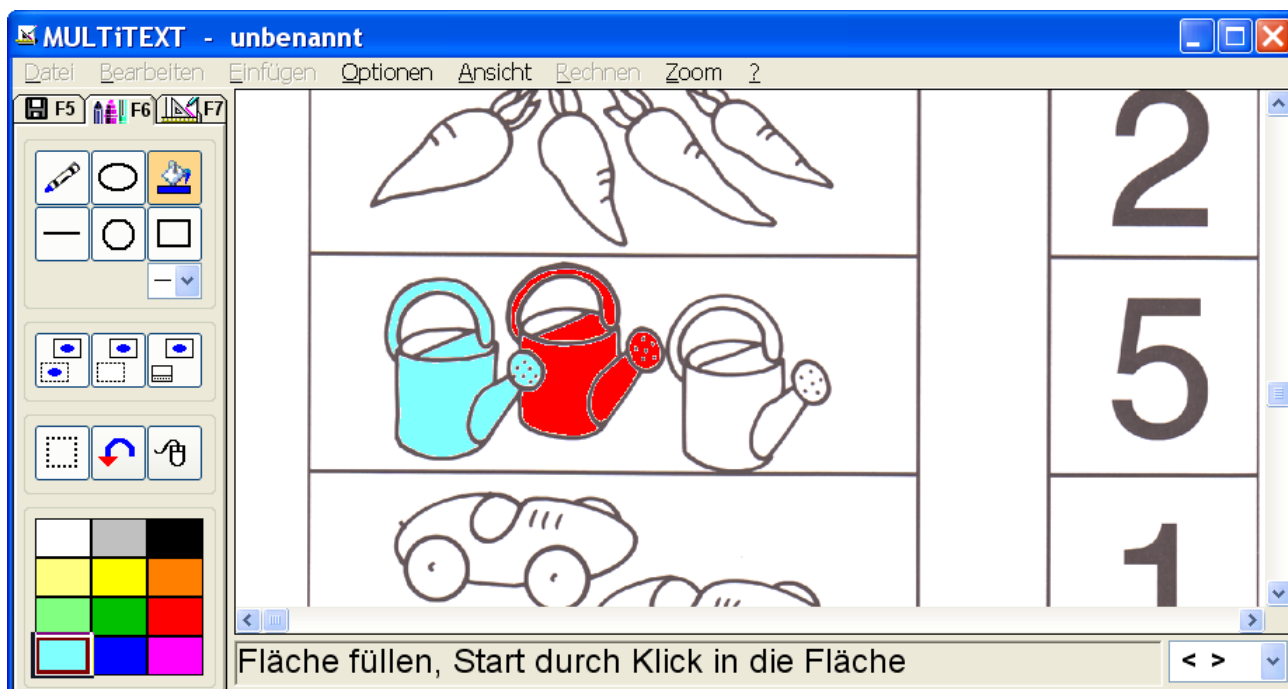 MULTiTEXT - unbenannt
Datei Bearbeiten Einfügen Optionen Ansicht Rechnen Zoom ?
F5 F6 F7
2
5
1
Fläche füllen, Start durch Klick in die Fläche
< >